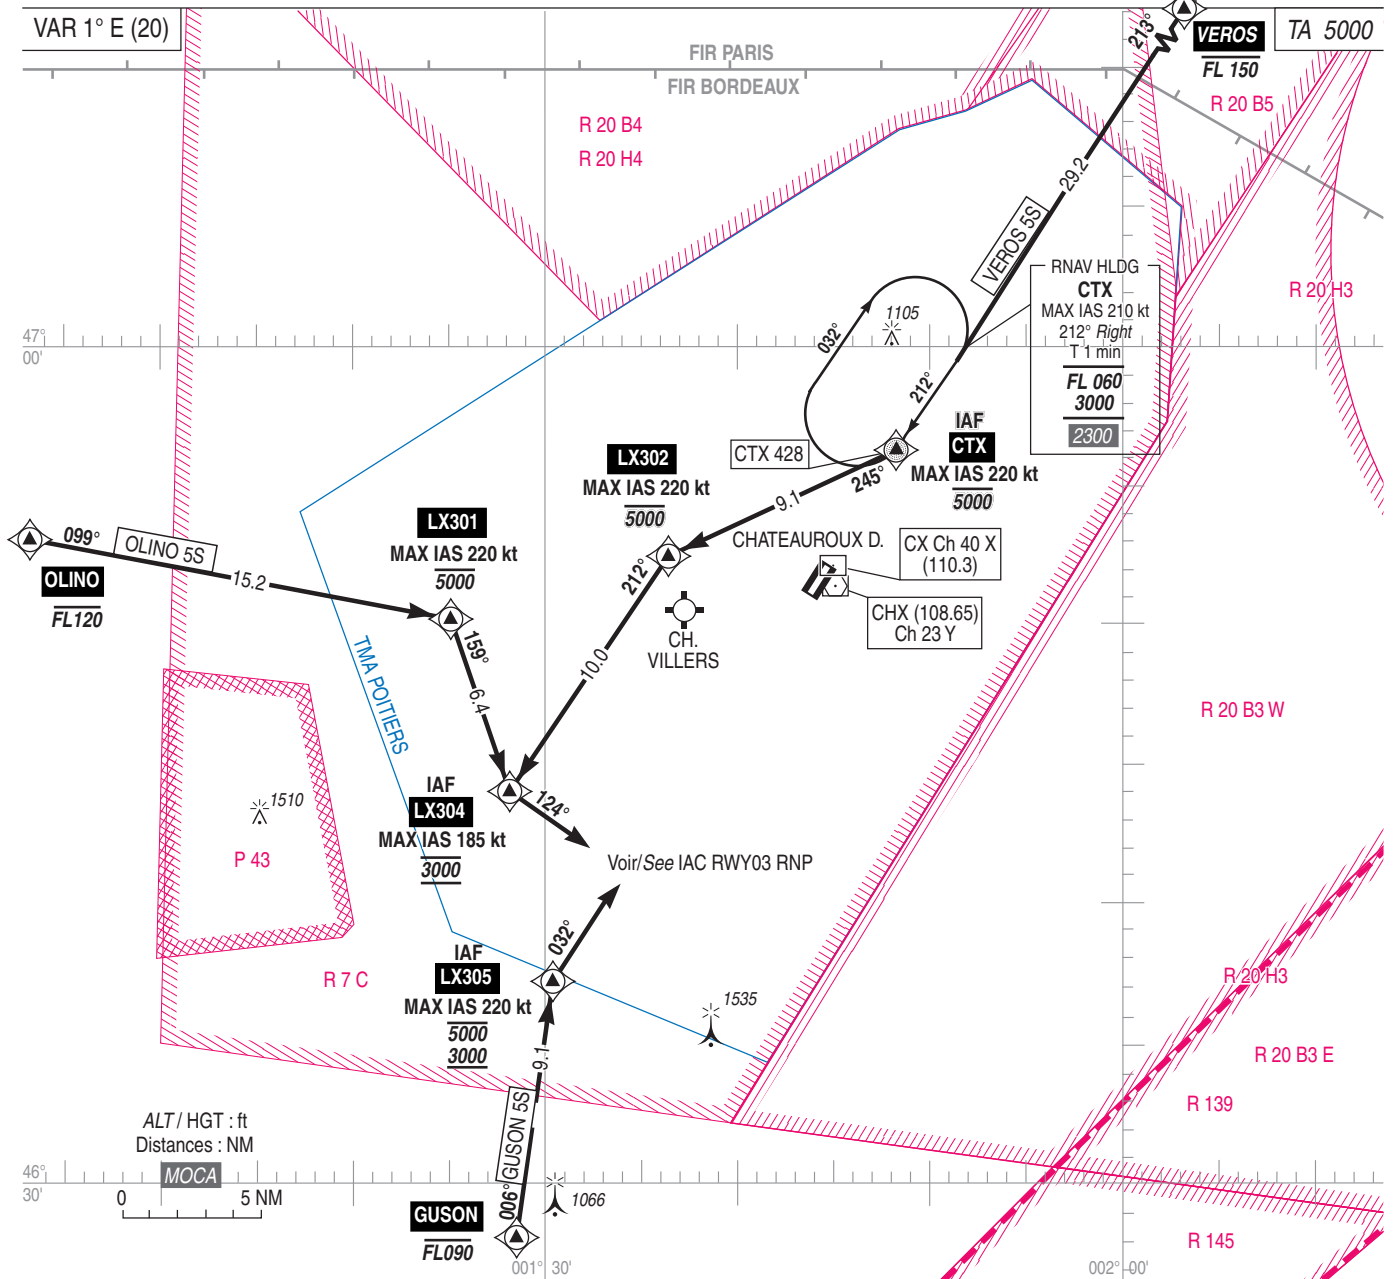 VAR 1° E (20)
213°
VEROS
FL 150
TA 5000
FIR PARIS
FIR BORDEAUX
R 20 B5
R 20 B4
R 20 H4
29.2
VEROS 5S
RNAV HLDG
CTX
MAX IAS 210 kt
212° Right
T 1 min
FL 060
3000
2300
R 20 H3
1105
032°
212°
47°
00'
IAF
CTX
MAX IAS 220 kt
5000
CTX 428
245°
9.1
LX302
MAX IAS 220 kt
5000
LX301
MAX IAS 220 kt
5000
099°
OLINO 5S
15.2
OLINO
FL120
CHATEAUROUX D.
CX Ch 40 X
(110.3)
CHX (108.65)
Ch 23 Y
212°
CH.
VILLERS
159°
6.4
10.0
TMA POITIERS
R 20 B3 W
IAF
LX304
MAX IAS 185 kt
3000
124°
1510
P 43
Voir/See IAC RWY03 RNP
032°
IAF
LX305
MAX IAS 220 kt
5000
3000
R 7 C
1535
R 20 H3
R 20 B3 E
R 139
9.1
GUSON 5S
006°
ALT / HGT : ft
Distances : NM
MOCA
0 5 NM
46°
30'
1066
GUSON
FL090
R 145
001° 30'
002° 00'